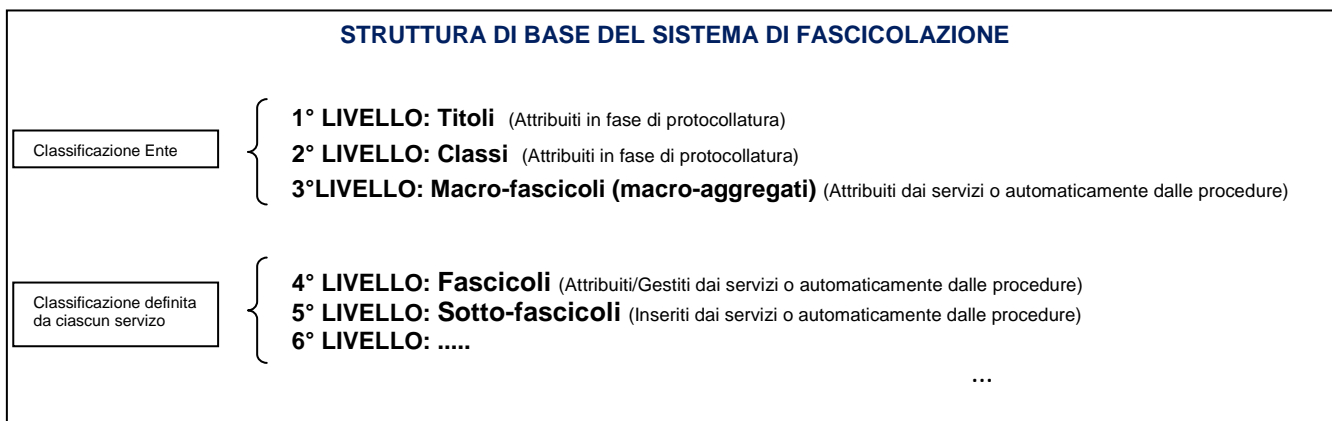 STRUTTURA DI BASE DEL SISTEMA DI FASCICOLAZIONE
Classificazione Ente
1° LIVELLO: Titoli (Attribuiti in fase di protocollatura)
2° LIVELLO: Classi (Attribuiti in fase di protocollatura)
3°LIVELLO: Macro-fascicoli (macro-aggregati) (Attribuiti dai servizi o automaticamente dalle procedure)
Classificazione definita
da ciascun servizo
4° LIVELLO: Fascicoli (Attribuiti/Gestiti dai servizi o automaticamente dalle procedure)
5° LIVELLO: Sotto-fascicoli (Inseriti dai servizi o automaticamente dalle procedure)
6° LIVELLO: .....
...